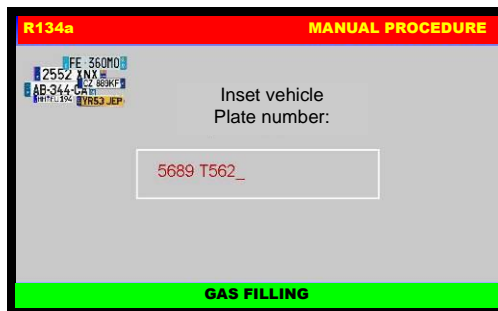 R134a MANUAL PROCEDURE
FE 360MO
2552 XNX
CZ 889KF
AB-344-CA
YR53 JEP
Inset vehicle
Plate number:
5689 T562_
GAS FILLING